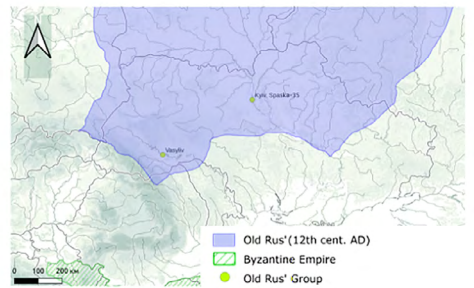 Kyiv, Spaska-35
Vasyliv
Old Rus'(12th cent. AD)
Byzantine Empire
Old Rus' Group
0 100 200 км